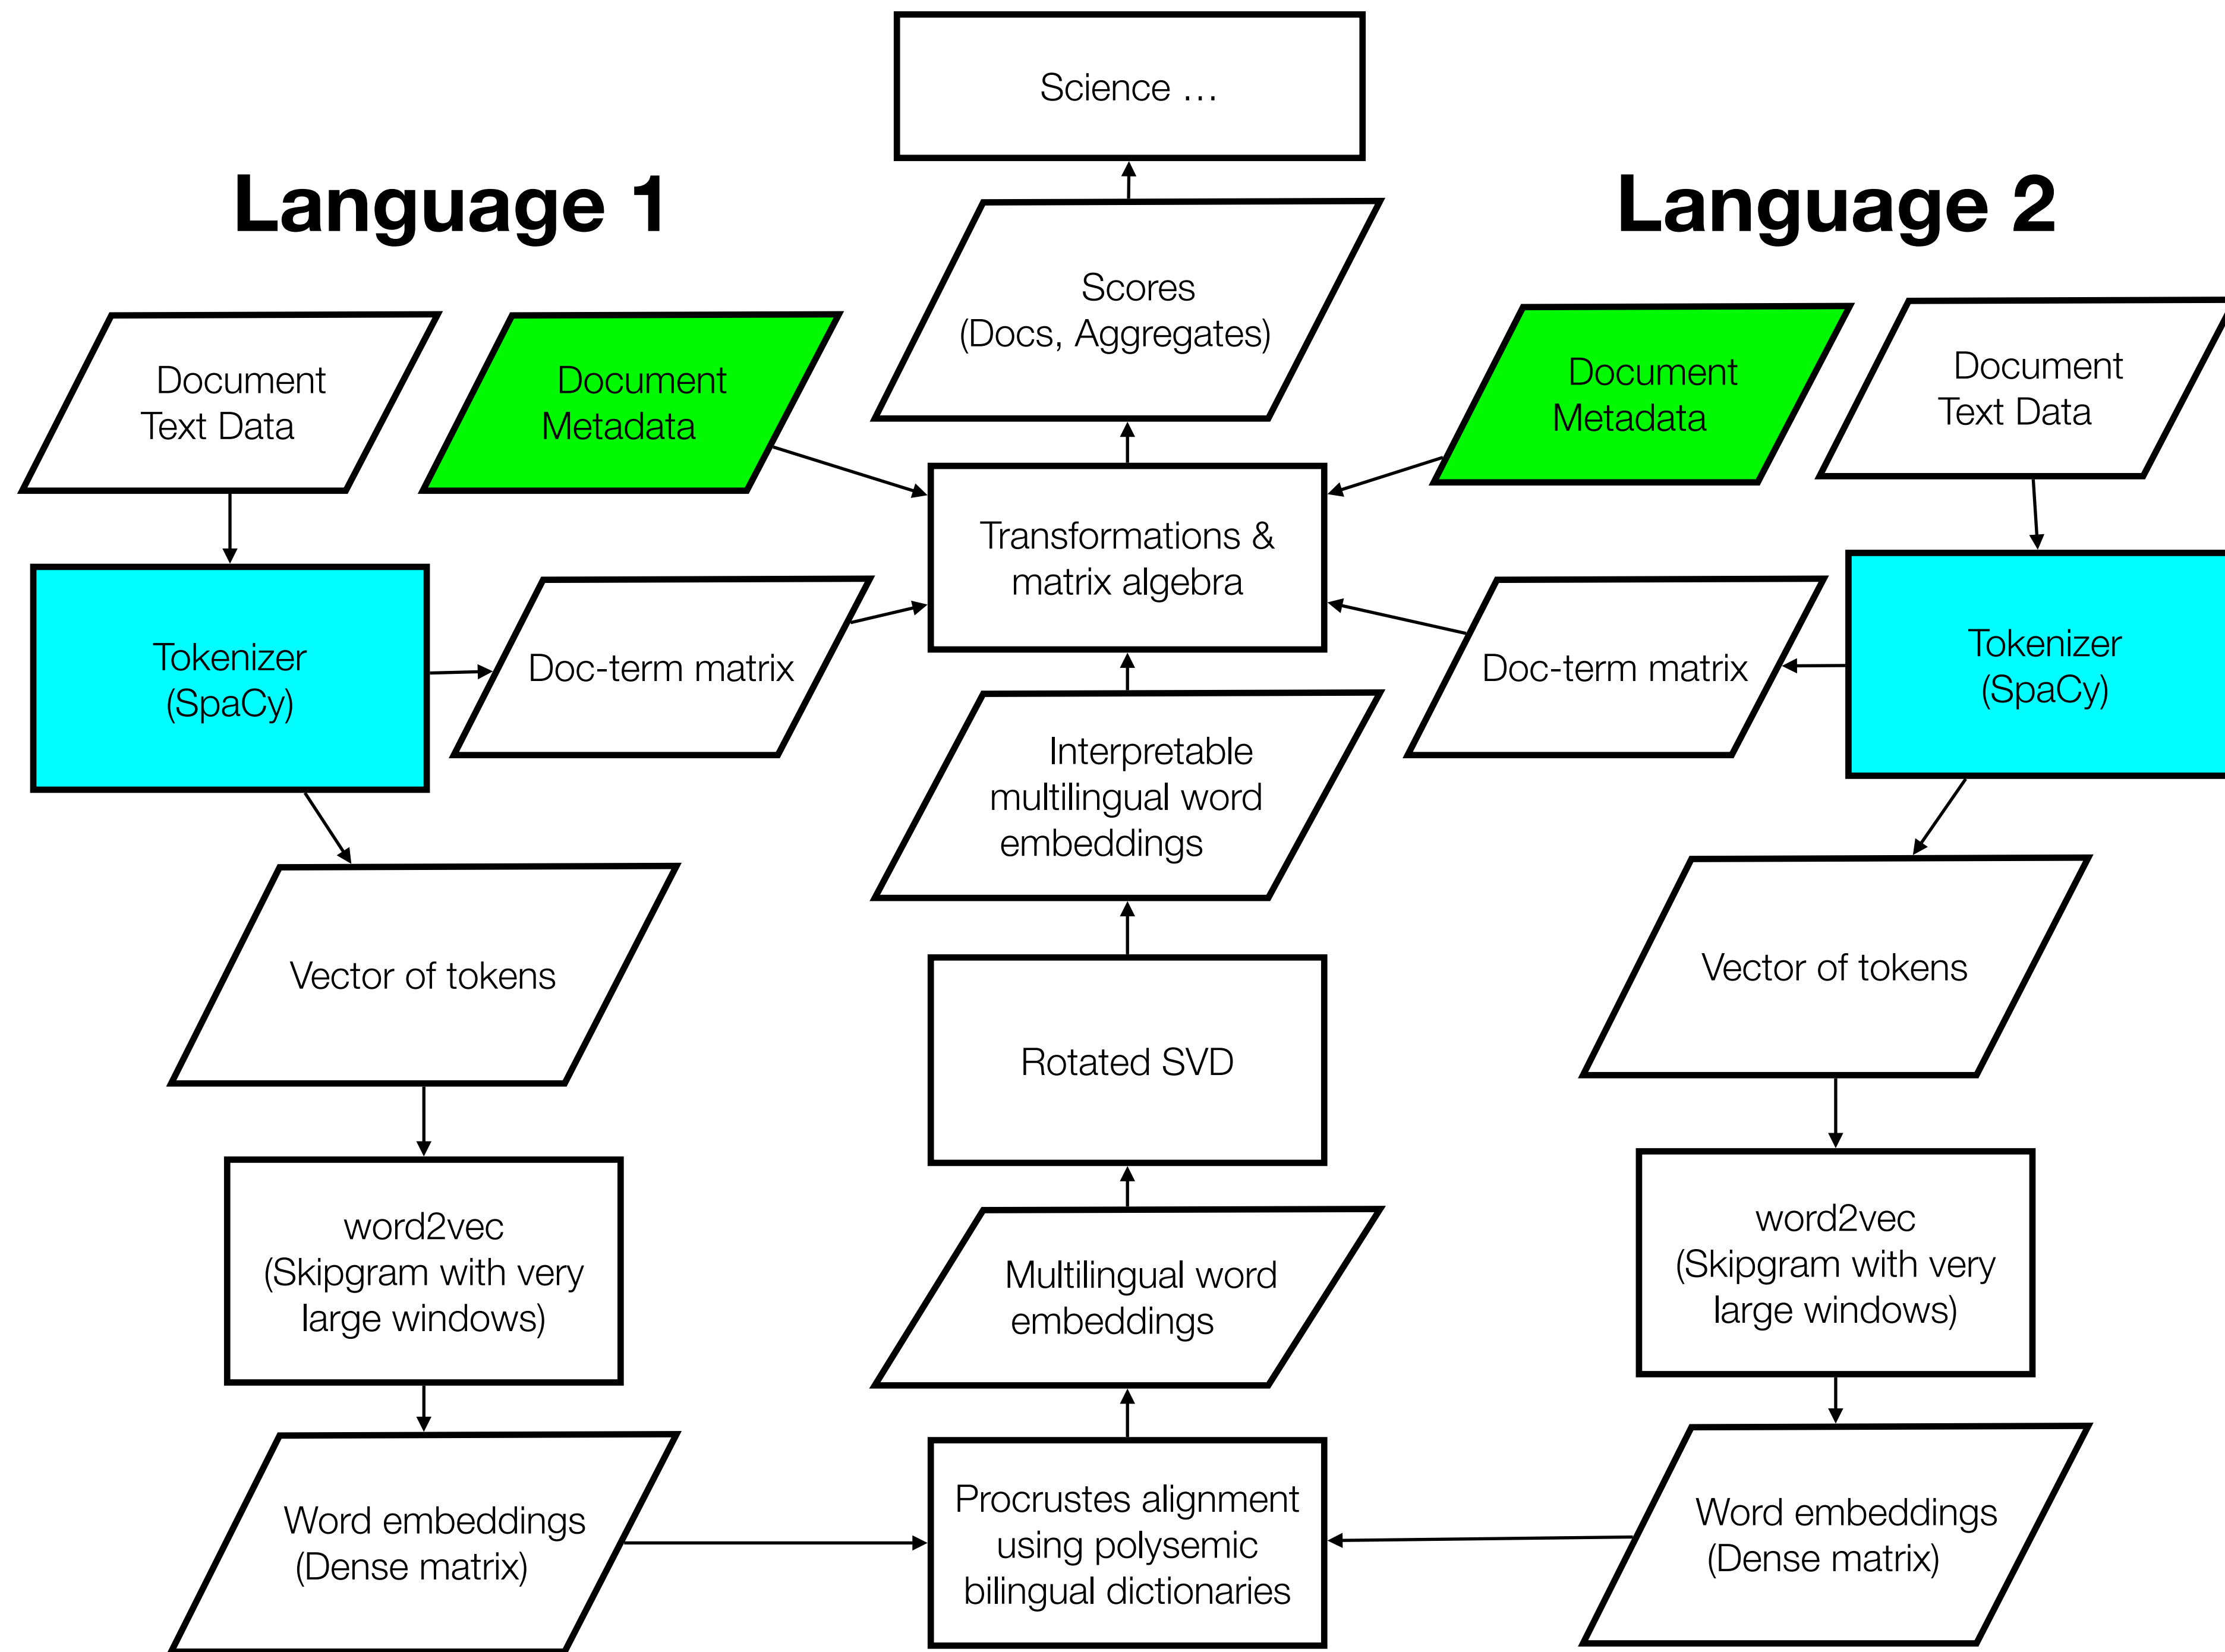 Science …
Language 1
Language 2
Scores
(Docs, Aggregates)
Document
Text Data
Document
Metadata
Document
Metadata
Document
Text Data
Transformations &
matrix algebra
Tokenizer
(SpaCy)
Doc-term matrix
Doc-term matrix
Tokenizer
(SpaCy)
Interpretable
multilingual word
embeddings
Vector of tokens
Rotated SVD
Vector of tokens
word2vec
(Skipgram with very
large windows)
Multilingual word
embeddings
word2vec
(Skipgram with very
large windows)
Word embeddings
(Dense matrix)
Procrustes alignment
using polysemic
bilingual dictionaries
Word embeddings
(Dense matrix)